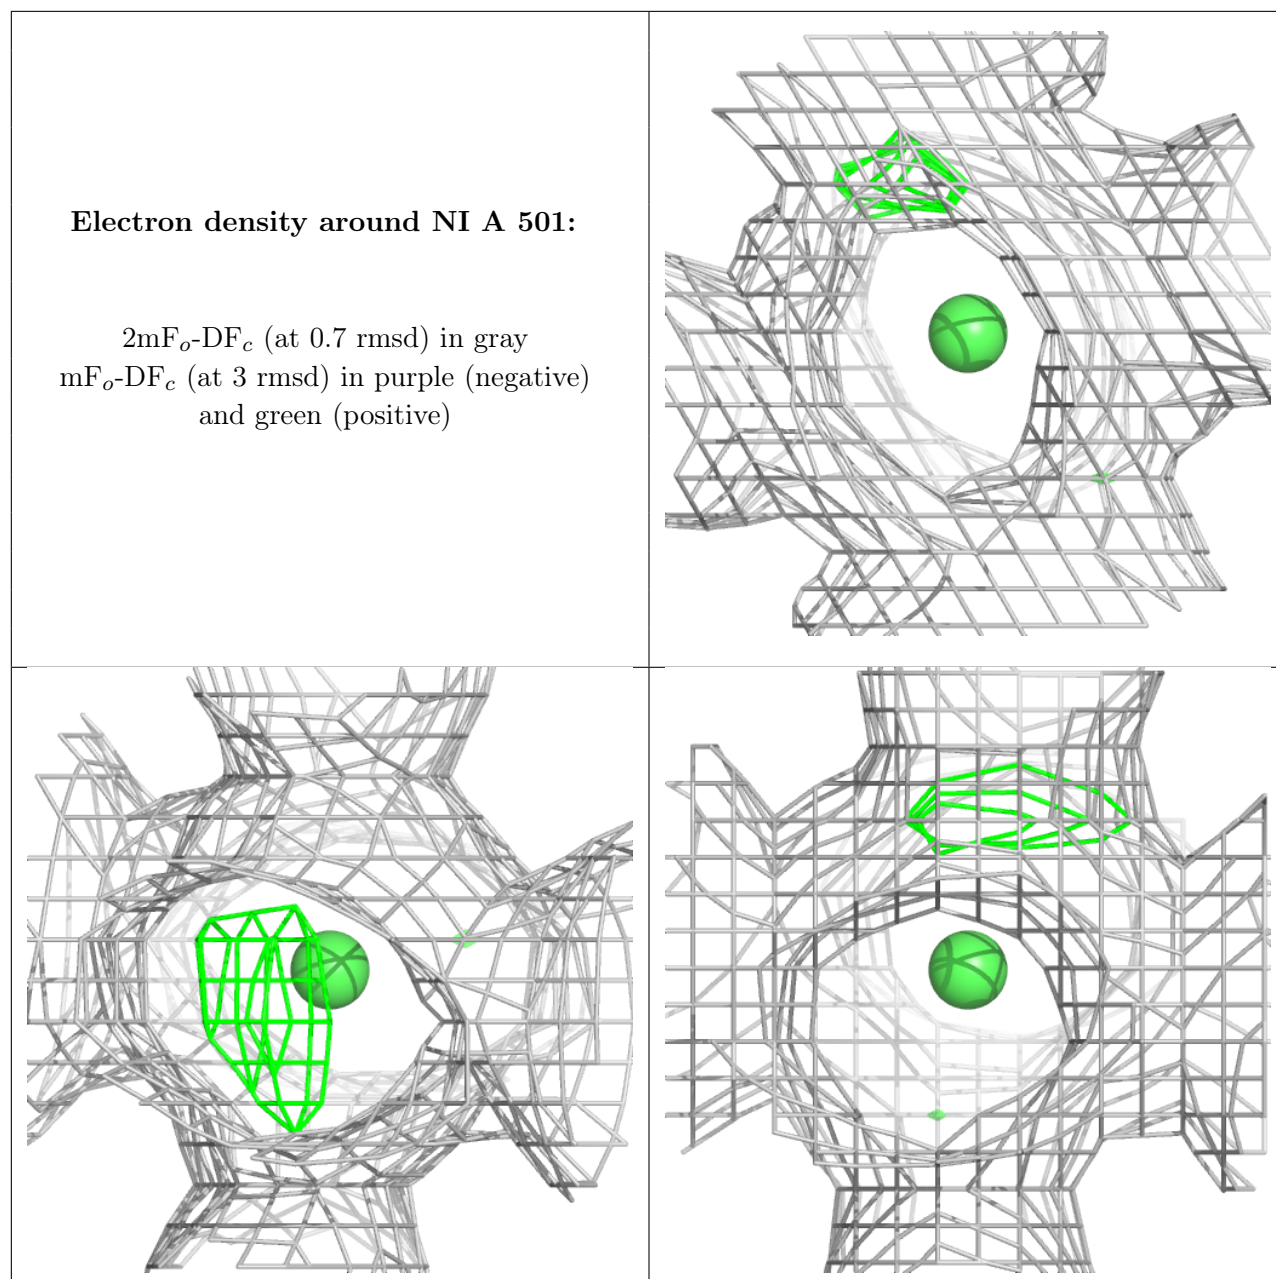 Electron density around NI A 501:
2mFₒ-DF𝒸 (at 0.7 rmsd) in gray
mFₒ-DF𝒸 (at 3 rmsd) in purple (negative)
and green (positive)